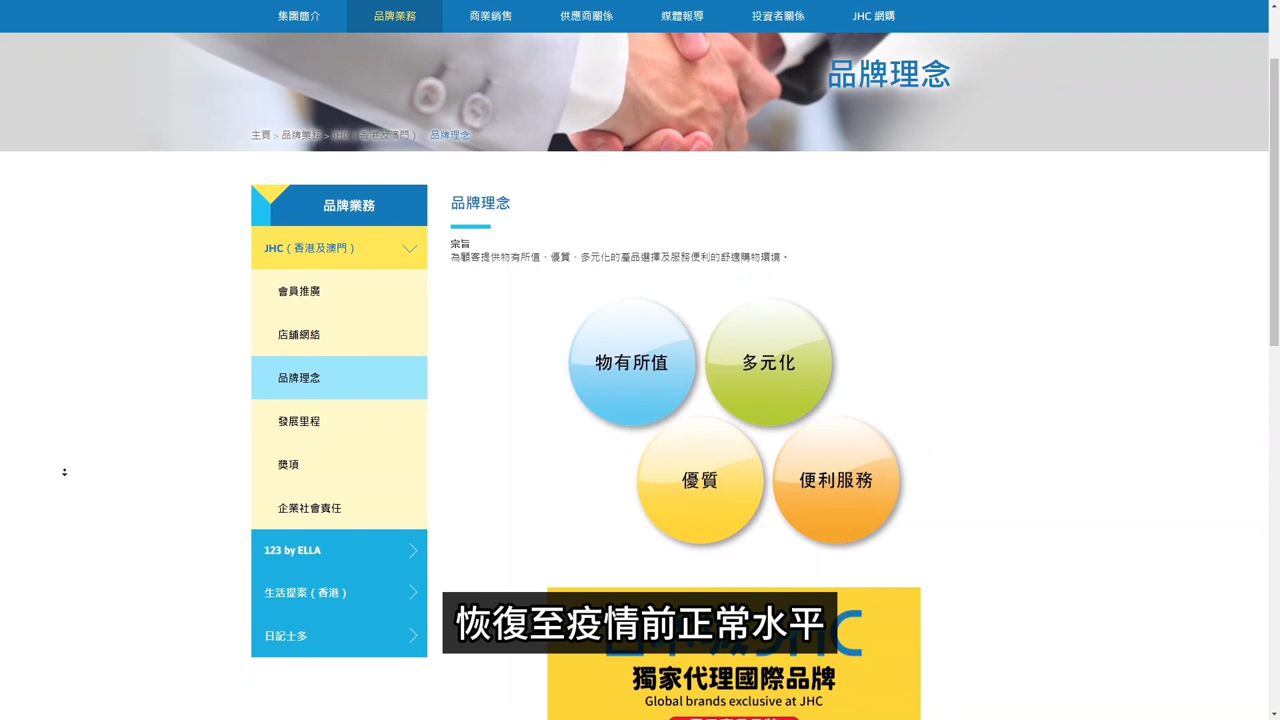 集團簡介
品牌業務
商業銷售
供應商關係
媒體報導
投資者關係
JHC 網購
品牌理念
主頁 > 品牌業務 > JHC（香港及澳門） 品牌理念
品牌業務
JHC（香港及澳門）
會員推廣
店舖網絡
品牌理念
發展里程
獎項
企業社會責任
123 by ELLA
生活提案（香港）
日記士多
品牌理念
宗旨
為顧客提供物有所值、優質、多元化的產品選擇及服務便利的舒適購物環境。
物有所值
多元化
優質
便利服務
恢復至疫情前正常水平
獨家代理國際品牌
Global brands exclusive at JHC